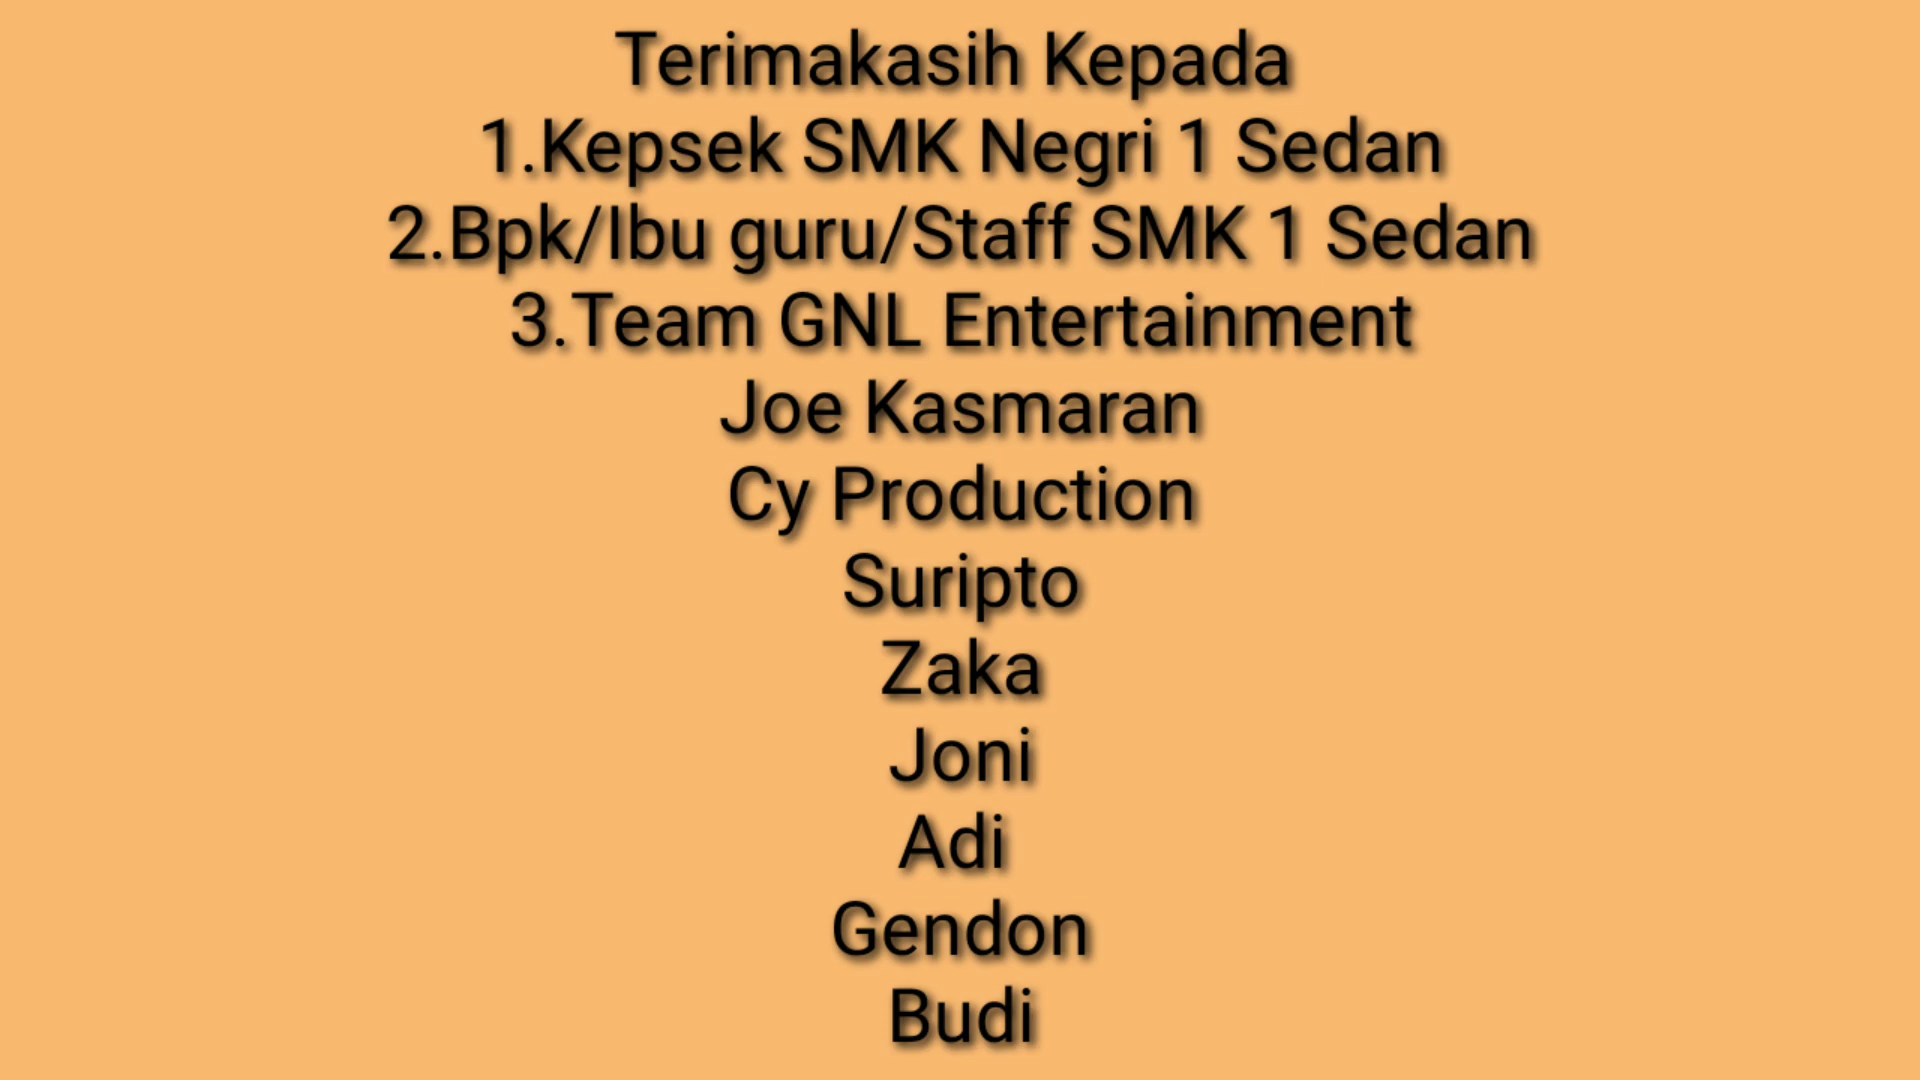 Terimakasih Kepada
1.Kepsek SMK Negri 1 Sedan
2.Bpk/Ibu guru/Staff SMK 1 Sedan
3.Team GNL Entertainment
Joe Kasmaran
Cy Production
Suripto
Zaka
Joni
Adi
Gendon
Budi